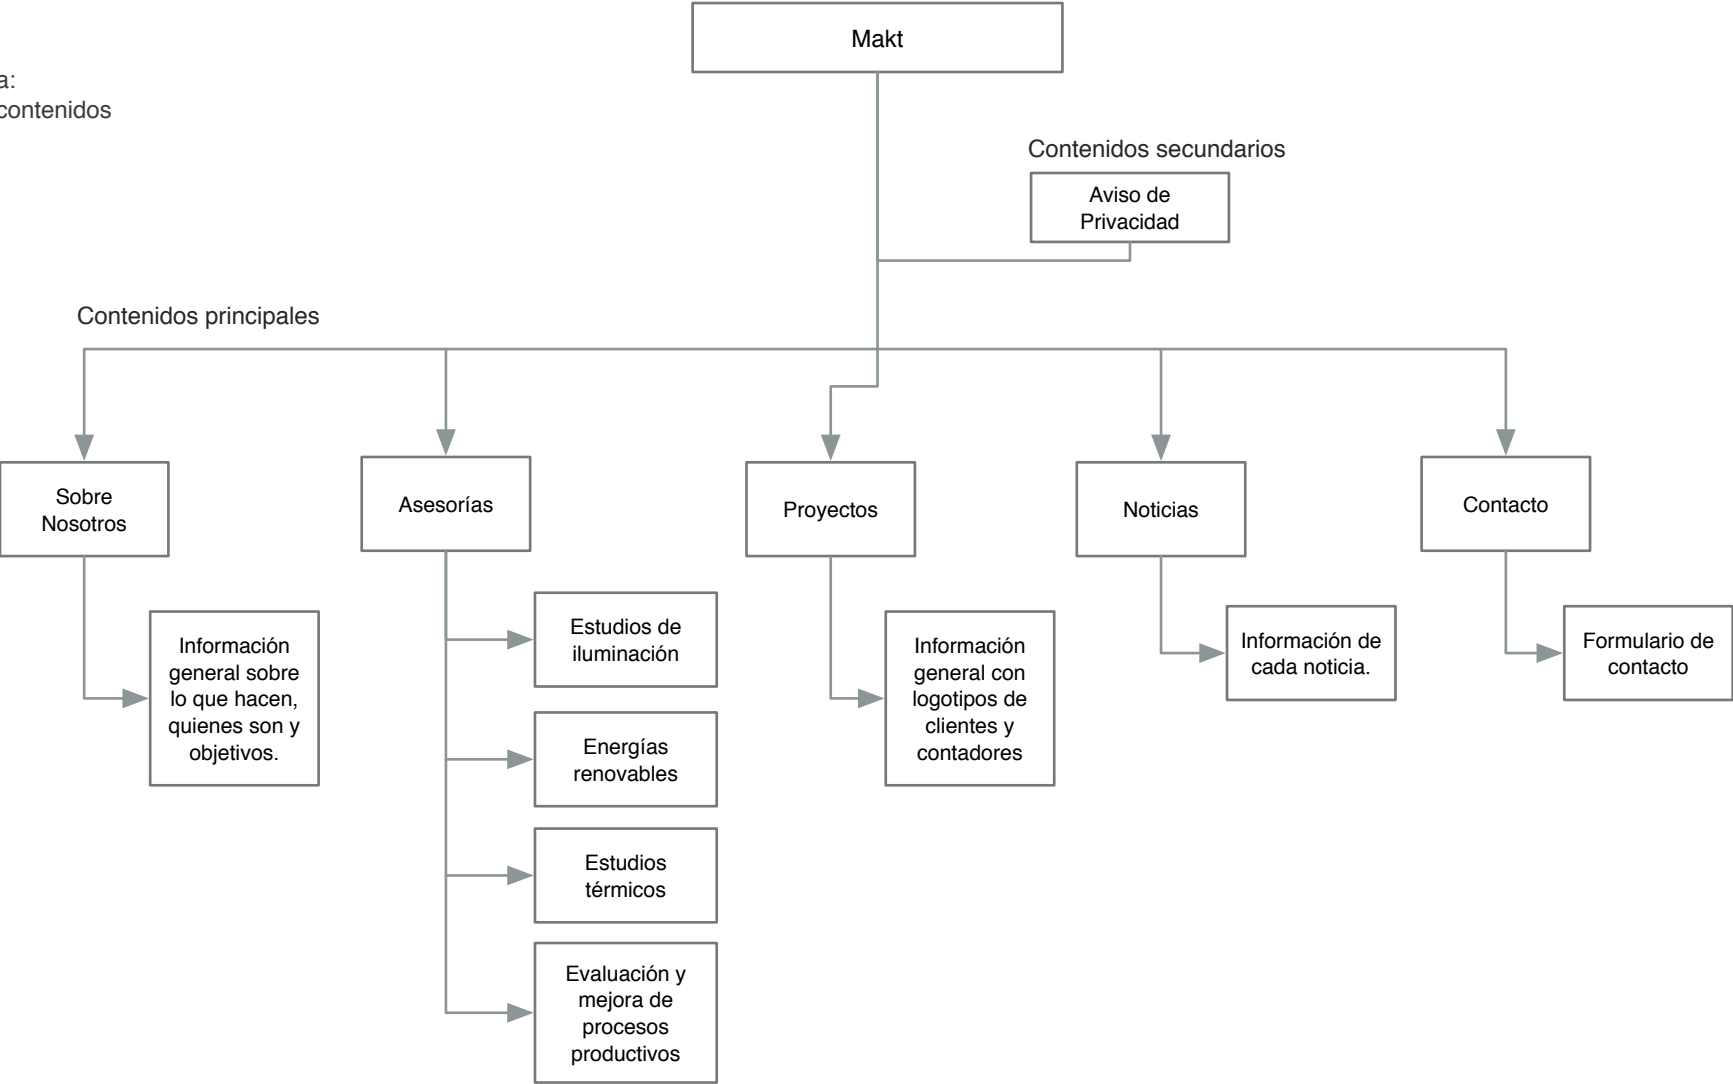 Makt
a:
contenidos
Contenidos secundarios
Aviso de
Privacidad
Contenidos principales
Sobre
Nosotros
Asesorías
Proyectos
Noticias
Contacto
Información
general sobre
lo que hacen,
quienes son y
objetivos.
Estudios de
iluminación
Energías
renovables
Estudios
térmicos
Evaluación y
mejora de
procesos
productivos
Información
general con
logotipos de
clientes y
contadores
Información de
cada noticia.
Formulario de
contacto